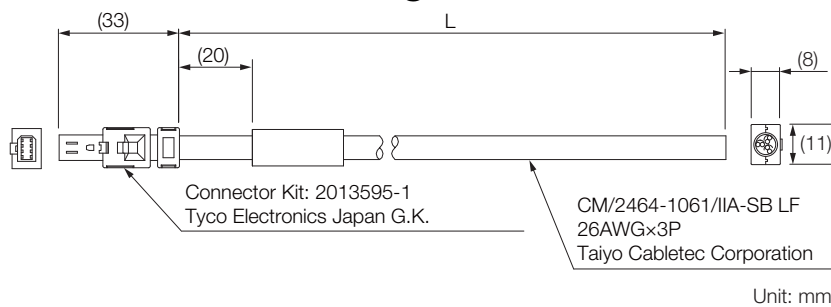 (33)
L
(20)
(8)
(11)
Connector Kit: 2013595-1
Tyco Electronics Japan G.K.
CM/2464-1061/IIA-SB LF
26AWG×3P
Taiyo Cabletec Corporation
Unit: mm